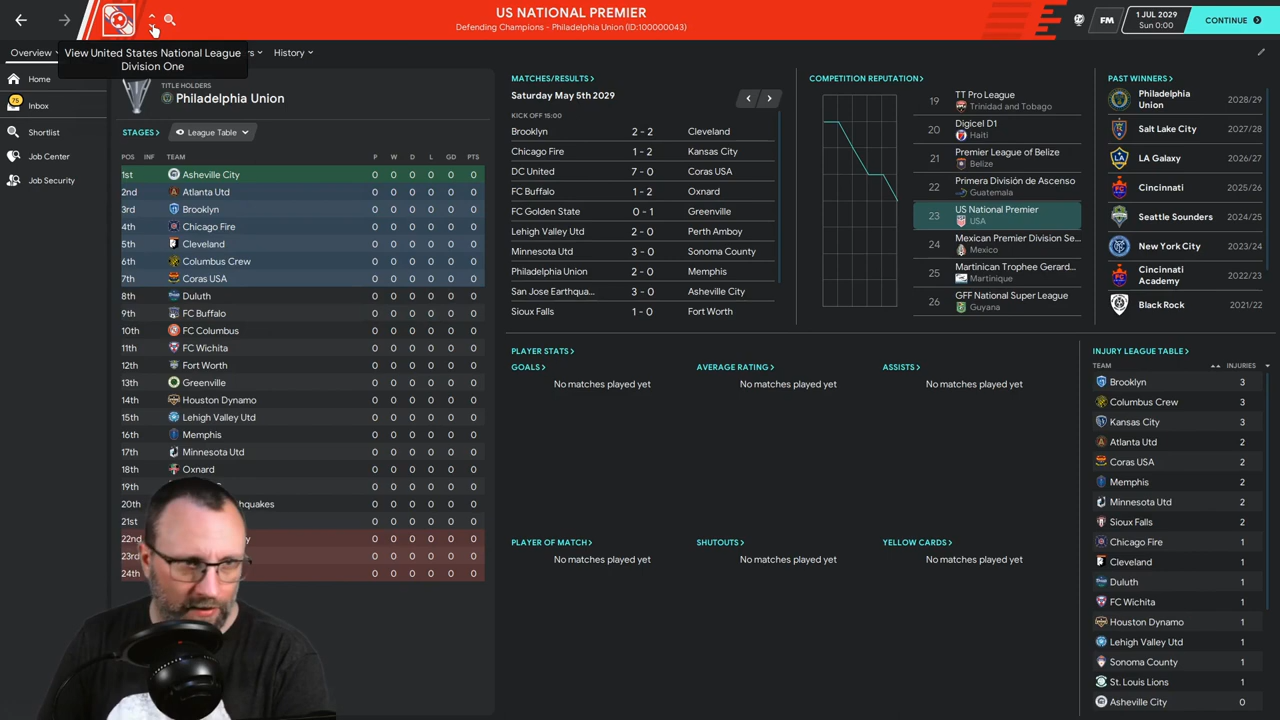 US NATIONAL PREMIER
Defending Champions - Philadelphia Union (ID:100000043)
FM
1 JUL 2029
Sun 0:00
CONTINUE
Overview
History
View United States National League
Division One
Home
75
Inbox
Shortlist
Job Center
Job Security
TITLE HOLDERS
Philadelphia Union
STAGES
League Table
POS INF TEAM P W D L GD PTS
1st Asheville City 0 0 0 0 0 0
2nd Atlanta Utd 0 0 0 0 0 0
3rd Brooklyn 0 0 0 0 0 0
4th Chicago Fire 0 0 0 0 0 0
5th Cleveland 0 0 0 0 0 0
6th Columbus Crew 0 0 0 0 0 0
7th Coras USA 0 0 0 0 0 0
8th Duluth 0 0 0 0 0 0
9th FC Buffalo 0 0 0 0 0 0
10th FC Columbus 0 0 0 0 0 0
11th FC Wichita 0 0 0 0 0 0
12th Fort Worth 0 0 0 0 0 0
13th Greenville 0 0 0 0 0 0
14th Houston Dynamo 0 0 0 0 0 0
15th Lehigh Valley Utd 0 0 0 0 0 0
16th Memphis 0 0 0 0 0 0
17th Minnesota Utd 0 0 0 0 0 0
18th Oxnard 0 0 0 0 0 0
19th 0 0 0 0 0 0
20th 0 0 0 0 0 0
21st 0 0 0 0 0 0
22nd 0 0 0 0 0 0
23rd 0 0 0 0 0 0
24th 0 0 0 0 0 0
MATCHES/RESULTS
Saturday May 5th 2029
KICK OFF 15:00
Brooklyn 2 - 2 Cleveland
Chicago Fire 1 - 2 Kansas City
DC United 7 - 0 Coras USA
FC Buffalo 1 - 2 Oxnard
FC Golden State 0 - 1 Greenville
Lehigh Valley Utd 2 - 0 Perth Amboy
Minnesota Utd 3 - 0 Sonoma County
Philadelphia Union 2 - 0 Memphis
San Jose Earthqua... 3 - 0 Asheville City
Sioux Falls 1 - 0 Fort Worth
COMPETITION REPUTATION
19 TT Pro League
Trinidad and Tobago
20 Digicel D1
Haiti
21 Premier League of Belize
Belize
22 Primera División de Ascenso
Guatemala
23 US National Premier
USA
24 Mexican Premier Division Se...
Mexico
25 Martinican Trophee Gerard...
Martinique
26 GFF National Super League
Guyana
PAST WINNERS
Philadelphia
Union 2028/29
Salt Lake City 2027/28
LA Galaxy 2026/27
Cincinnati 2025/26
Seattle Sounders 2024/25
New York City 2023/24
Cincinnati
Academy 2022/23
Black Rock 2021/22
PLAYER STATS
GOALS
No matches played yet
AVERAGE RATING
No matches played yet
ASSISTS
No matches played yet
PLAYER OF MATCH
No matches played yet
SHUTOUTS
No matches played yet
YELLOW CARDS
No matches played yet
INJURY LEAGUE TABLE
TEAM INJURIES
Brooklyn 3
Columbus Crew 3
Kansas City 3
Atlanta Utd 2
Coras USA 2
Memphis 2
Minnesota Utd 2
Sioux Falls 2
Chicago Fire 1
Cleveland 1
Duluth 1
FC Wichita 1
Houston Dynamo 1
Lehigh Valley Utd 1
Sonoma County 1
St. Louis Lions 1
Asheville City 0